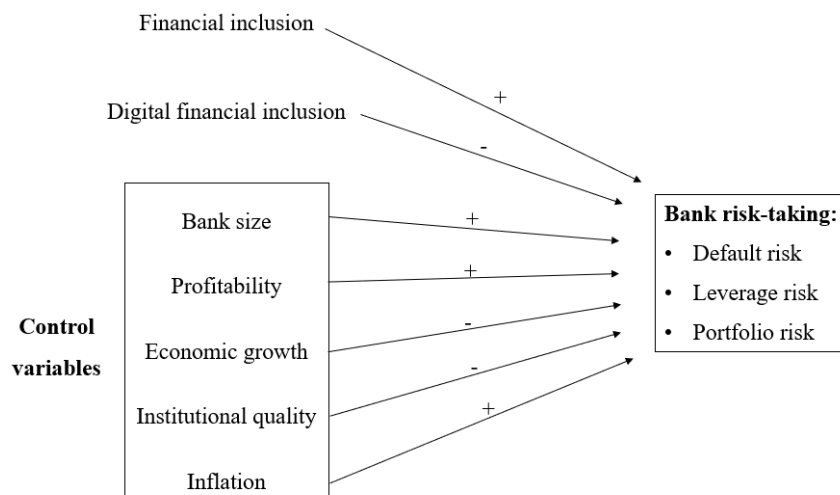 Financial inclusion
+
Digital financial inclusion
-
Bank size
+
Profitability
+
Economic growth
-
Institutional quality
-
Inflation
+
Control
variables
Bank risk-taking:
• Default risk
• Leverage risk
• Portfolio risk